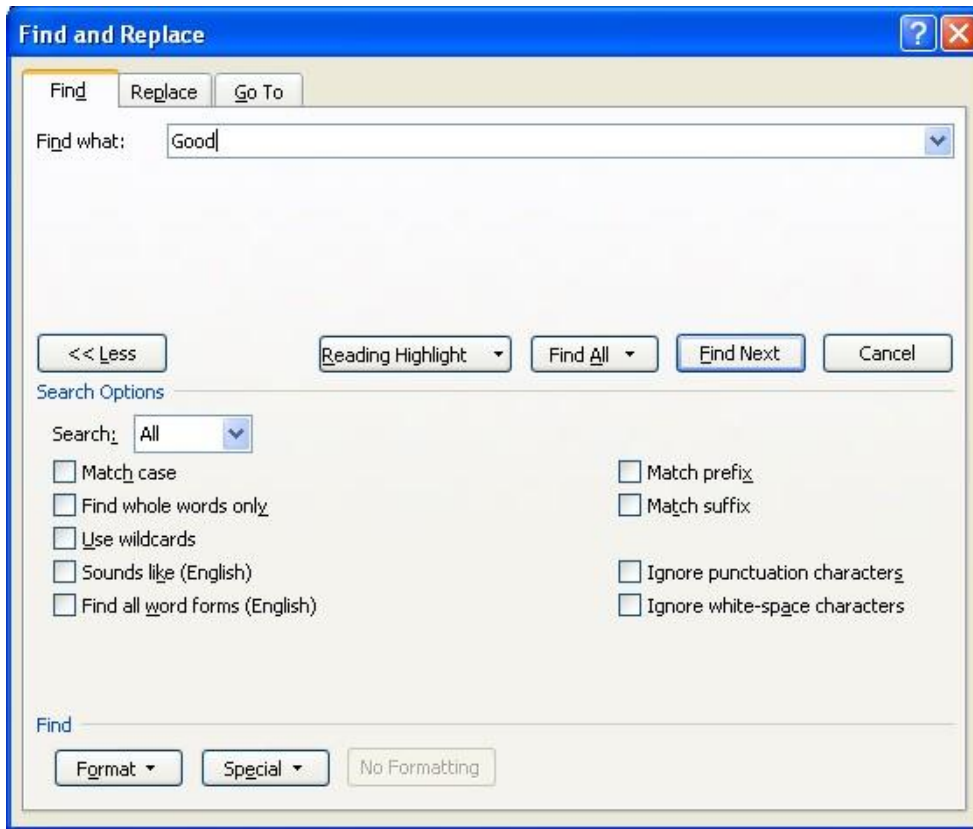 Find and Replace
Find Replace Go To
Find what: Good
<< Less Reading Highlight Find All Find Next Cancel
Search Options
Search: All
Match case Match prefix
Find whole words only Match suffix
Use wildcards
Sounds like (English) Ignore punctuation characters
Find all word forms (English) Ignore white-space characters
Find
Format Special No Formatting